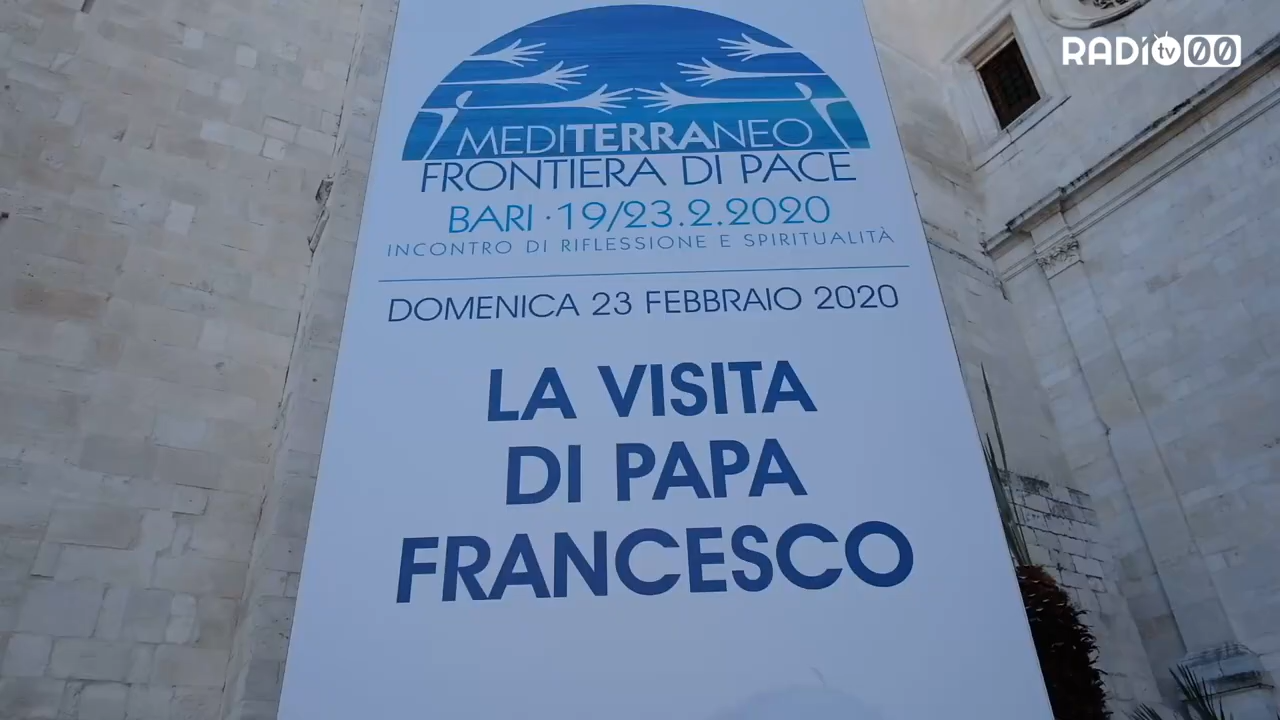 RADIO tv 00
MEDITERRANEO
FRONTIERA DI PACE
BARI · 19/23.2.2020
INCONTRO DI RIFLESSIONE E SPIRITUALITÀ
DOMENICA 23 FEBBRAIO 2020
LA VISITA
DI PAPA
FRANCESCO